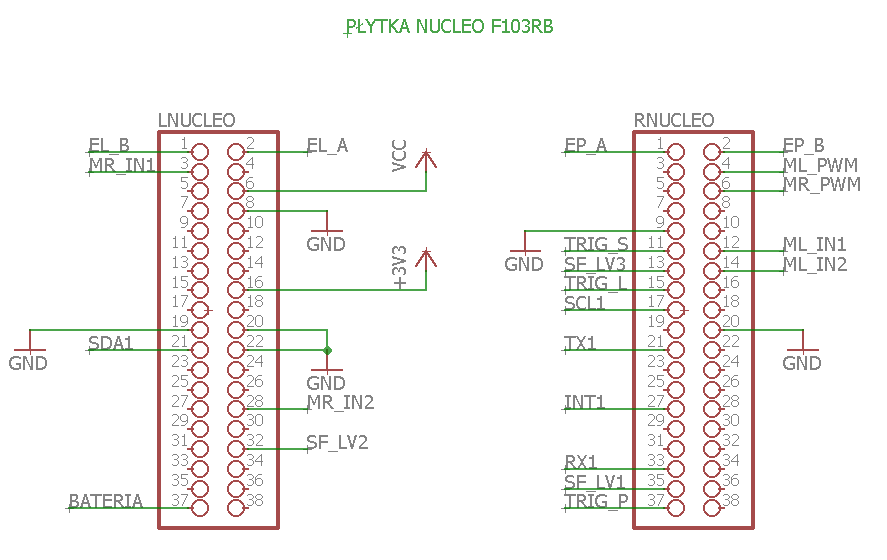 PŁYTKA NUCLEO F103RB
LNUCLEO
EL_B 1 2 EL_A
MR_IN1 3 4
5 6 VCC
7 8 GND
9 10
11 12
13 14
15 16 +3V3
17 18
GND 19 20
SDA1 21 22 GND
23 24
25 26
27 28 MR_IN2
29 30
31 32 SF_LV2
33 34
35 36
BATERIA 37 38
RNUCLEO
EP_A 1 2 EP_B
3 4 ML_PWM
5 6 MR_PWM
7 8
GND 9 10
TRIG_S 11 12 ML_IN1
SF_LV3 13 14 ML_IN2
TRIG_L 15 16
SCL1 17 18
19 20 GND
TX1 21 22
23 24
25 26
INT1 27 28
29 30
31 32
RX1 33 34
SF_LV1 35 36
TRIG_P 37 38